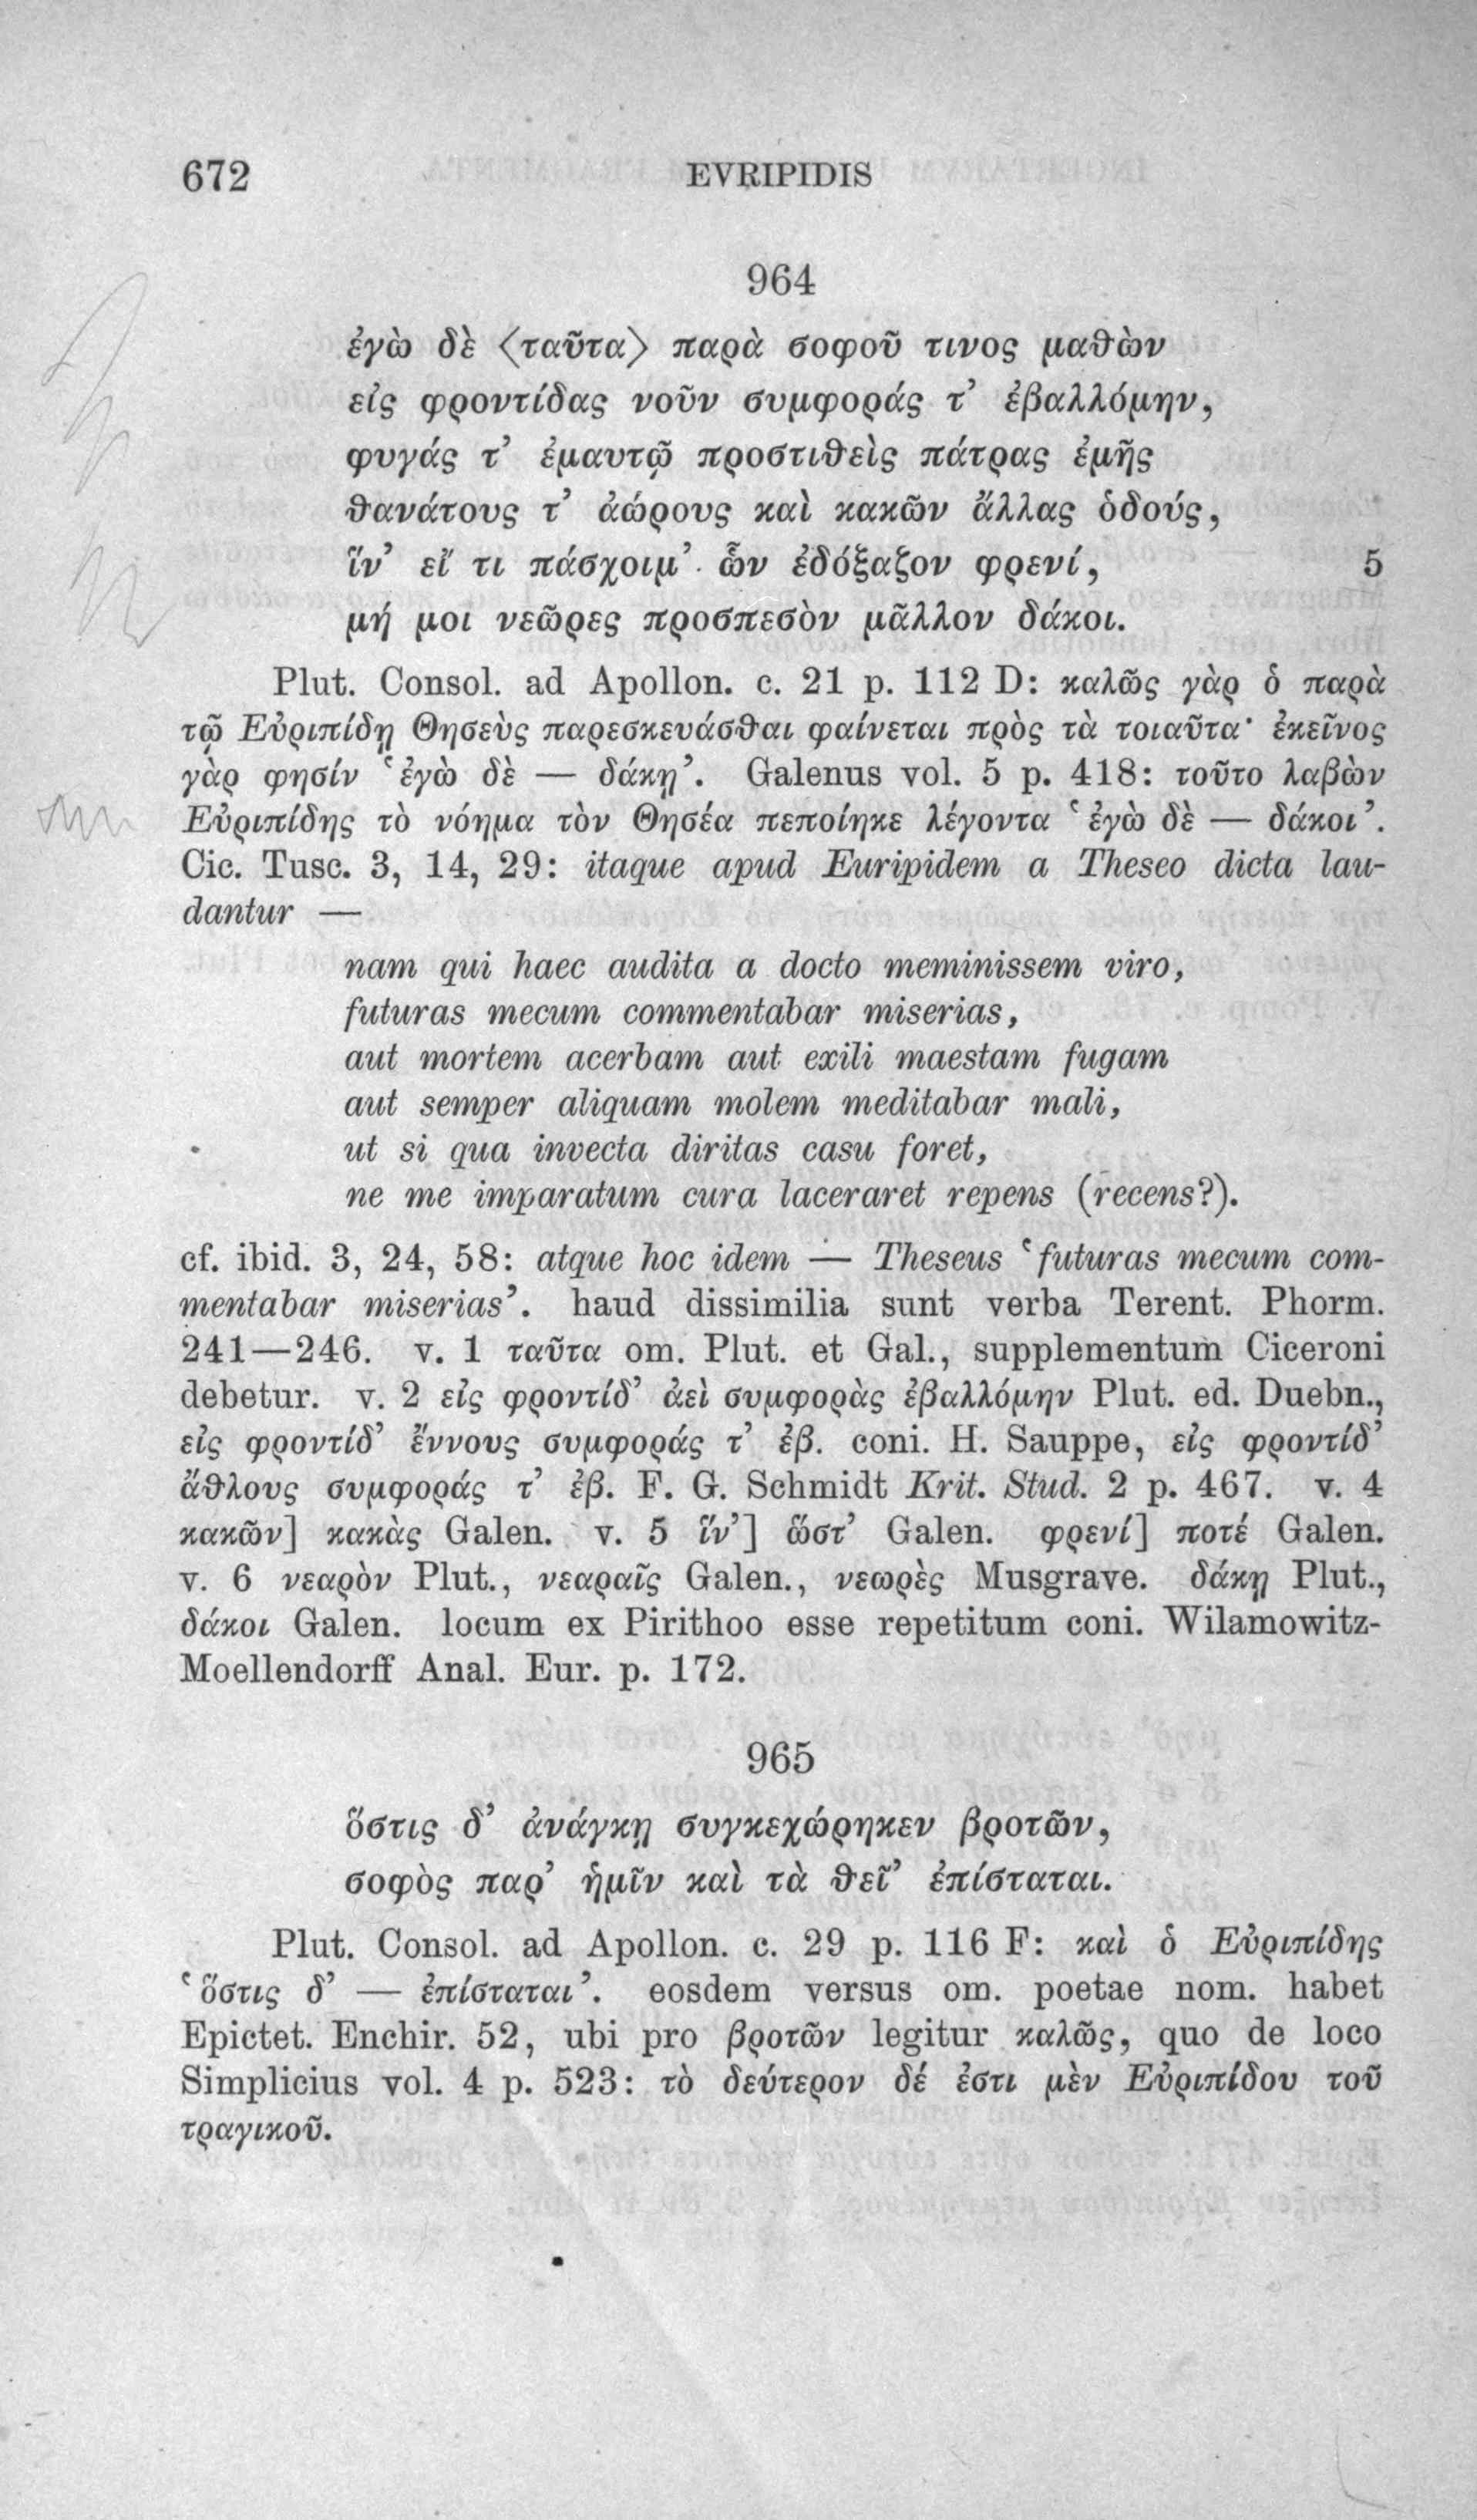 672 EVRIPIDIS
964
ἐγὼ δὲ ⟨ταῦτα⟩ παρὰ σοφοῦ τινος μαθὼν
εἰς φροντίδας νοῦν συμφοράς τ’ ἐβαλλόμην,
φυγάς τ’ ἐμαυτῷ προστιθεὶς πάτρας ἐμῆς
θανάτους τ’ ἀώρους καὶ κακῶν ἄλλας ὁδούς,
ἵν’ εἴ τι πάσχοιμ’ ὧν ἐδόξαζον φρενί, 5
μή μοι νεῶρες προσπεσὸν μᾶλλον δάκοι.
Plut. Consol. ad Apollon. c. 21 p. 112 D: καλῶς γὰρ ὁ παρὰ
τῷ Εὐριπίδῃ Θησεὺς παρεσκευάσθαι φαίνεται πρὸς τὰ τοιαῦτα· ἐκεῖνος
γὰρ φησίν ‘ἐγὼ δὲ — δάκῃ’. Galenus vol. 5 p. 418: τοῦτο λαβὼν
Εὐριπίδης τὸ νόημα τὸν Θησέα πεποίηκε λέγοντα ‘ἐγὼ δὲ — δάκοι’.
Cic. Tusc. 3, 14, 29: itaque apud Euripidem a Theseo dicta lau-
dantur —
nam qui haec audita a docto meminissem viro,
futuras mecum commentabar miserias,
aut mortem acerbam aut exili maestam fugam
aut semper aliquam molem meditabar mali,
ut si qua invecta diritas casu foret,
ne me imparatum cura laceraret repens (recens?).
cf. ibid. 3, 24, 58: atque hoc idem — Theseus ‘futuras mecum com-
mentabar miserias’. haud dissimilia sunt verba Terent. Phorm.
241—246. v. 1 ταῦτα om. Plut. et Gal., supplementum Ciceroni
debetur. v. 2 εἰς φροντίδ’ ἀεὶ συμφορὰς ἐβαλλόμην Plut. ed. Duebn.,
εἰς φροντίδ’ ἔννους συμφοράς τ’ ἐβ. coni. H. Sauppe, εἰς φροντίδ’
ἄθλους συμφοράς τ’ ἐβ. F. G. Schmidt Krit. Stud. 2 p. 467. v. 4
κακῶν] κακὰς Galen. v. 5 ἵν’] ὥστ’ Galen. φρενί] ποτέ Galen.
v. 6 νεαρὸν Plut., νεαραῖς Galen., νεωρὲς Musgrave. δάκῃ Plut.,
δάκοι Galen. locum ex Pirithoo esse repetitum coni. Wilamowitz-
Moellendorff Anal. Eur. p. 172.
965
ὅστις δ’ ἀνάγκῃ συγκεχώρηκεν βροτῶν,
σοφὸς παρ’ ἡμῖν καὶ τὰ θεῖ’ ἐπίσταται.
Plut. Consol. ad Apollon. c. 29 p. 116 F: καὶ ὁ Εὐριπίδης
‘ὅστις δ’ — ἐπίσταται’. eosdem versus om. poetae nom. habet
Epictet. Enchir. 52, ubi pro βροτῶν legitur καλῶς, quo de loco
Simplicius vol. 4 p. 523: τὸ δεύτερον δέ ἐστι μὲν Εὐριπίδου τοῦ
τραγικοῦ.